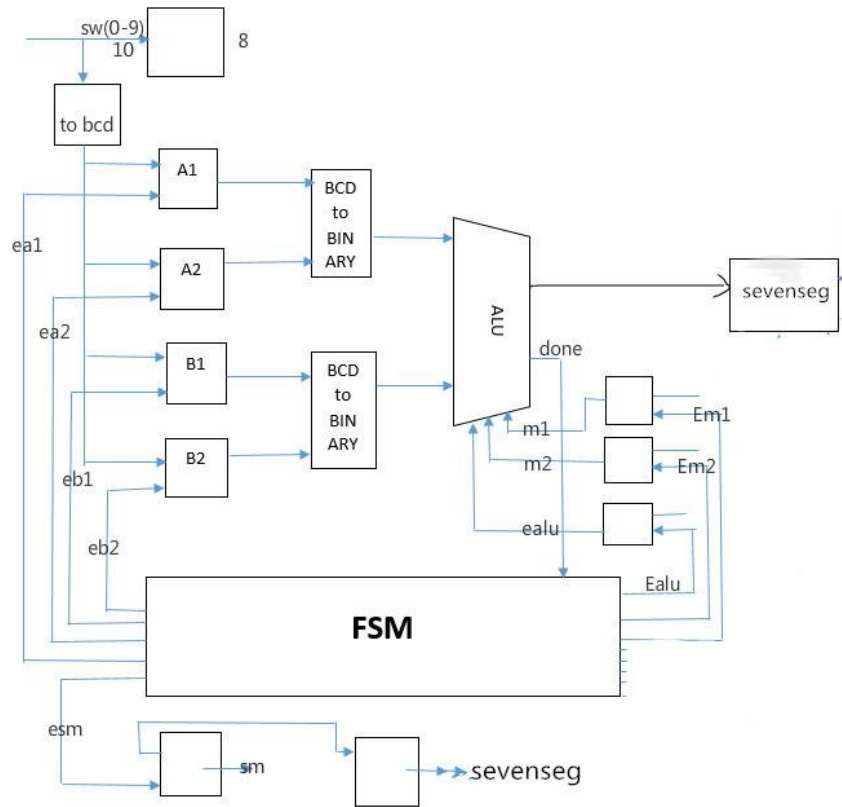 sw(0-9)
10
8
to bcd
A1
BCD
to
BIN
ARY
ea1
A2
ALU
sevenseg
ea2
B1
BCD
to
BIN
ARY
done
m1
Em1
B2
m2
Em2
eb1
ealu
eb2
Ealu
FSM
esm
sm
sevenseg